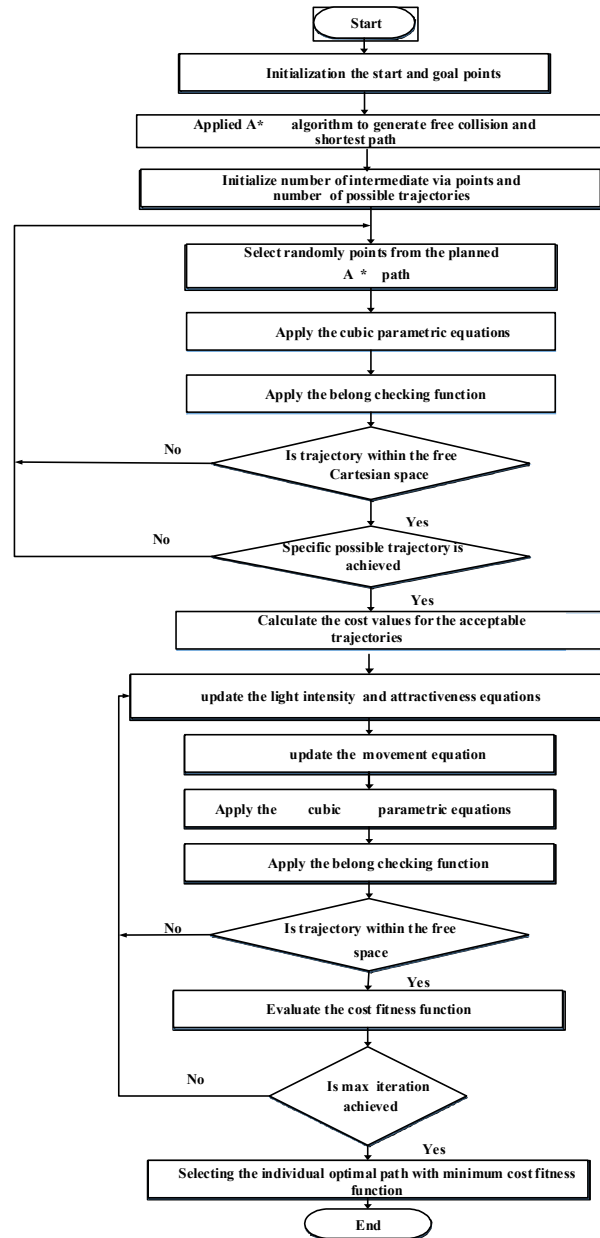 Start
Initialization the start and goal points
Applied A* algorithm to generate free collision and
shortest path
Initialize number of intermediate via points and
number of possible trajectories
Select randomly points from the planned
A * path
Apply the cubic parametric equations
Apply the belong checking function
No
Is trajectory within the free
Cartesian space
Yes
No
Specific possible trajectory is
achieved
Yes
Calculate the cost values for the acceptable
trajectories
update the light intensity and attractiveness equations
update the movement equation
Apply the cubic parametric equations
Apply the belong checking function
No
Is trajectory within the free
space
Yes
Evaluate the cost fitness function
No
Is max iteration
achieved
Yes
Selecting the individual optimal path with minimum cost fitness
function
End